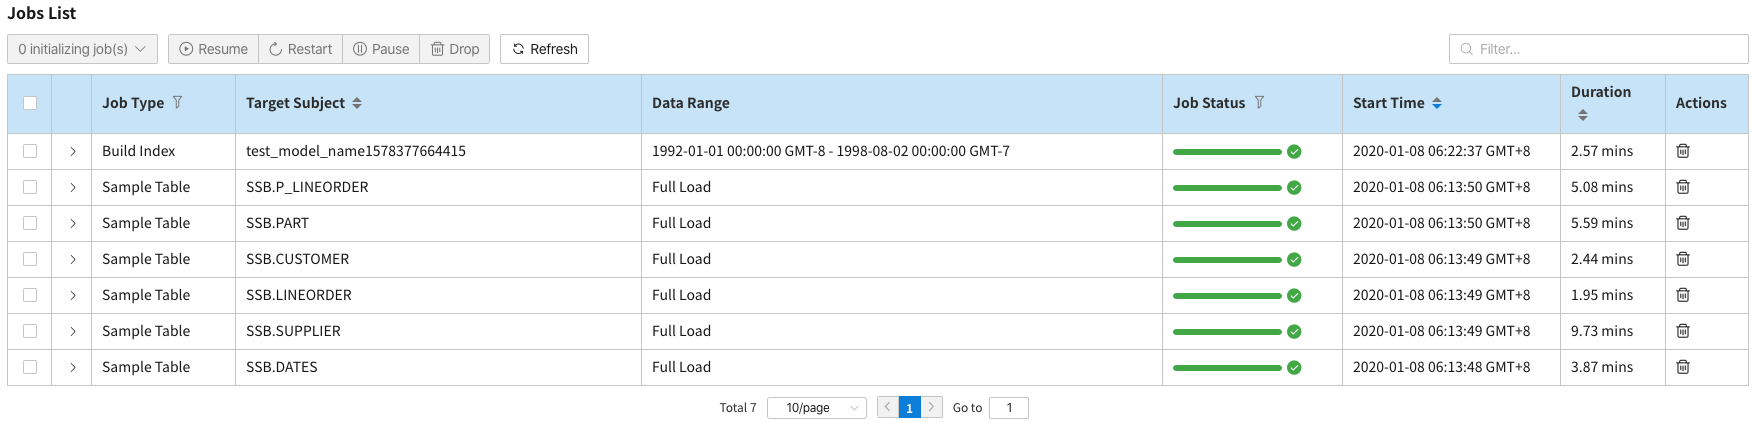 Jobs List
0 initializing job(s) Resume Restart Pause Drop Refresh Filter...
Job Type Target Subject Data Range Job Status Start Time Duration Actions
Build Index test_model_name1578377664415 1992-01-01 00:00:00 GMT-8 - 1998-08-02 00:00:00 GMT-7 2020-01-08 06:22:37 GMT+8 2.57 mins
Sample Table SSB.P_LINEORDER Full Load 2020-01-08 06:13:50 GMT+8 5.08 mins
Sample Table SSB.PART Full Load 2020-01-08 06:13:50 GMT+8 5.59 mins
Sample Table SSB.CUSTOMER Full Load 2020-01-08 06:13:49 GMT+8 2.44 mins
Sample Table SSB.LINEORDER Full Load 2020-01-08 06:13:49 GMT+8 1.95 mins
Sample Table SSB.SUPPLIER Full Load 2020-01-08 06:13:49 GMT+8 9.73 mins
Sample Table SSB.DATES Full Load 2020-01-08 06:13:48 GMT+8 3.87 mins
Total 7 10/page 1 Go to 1